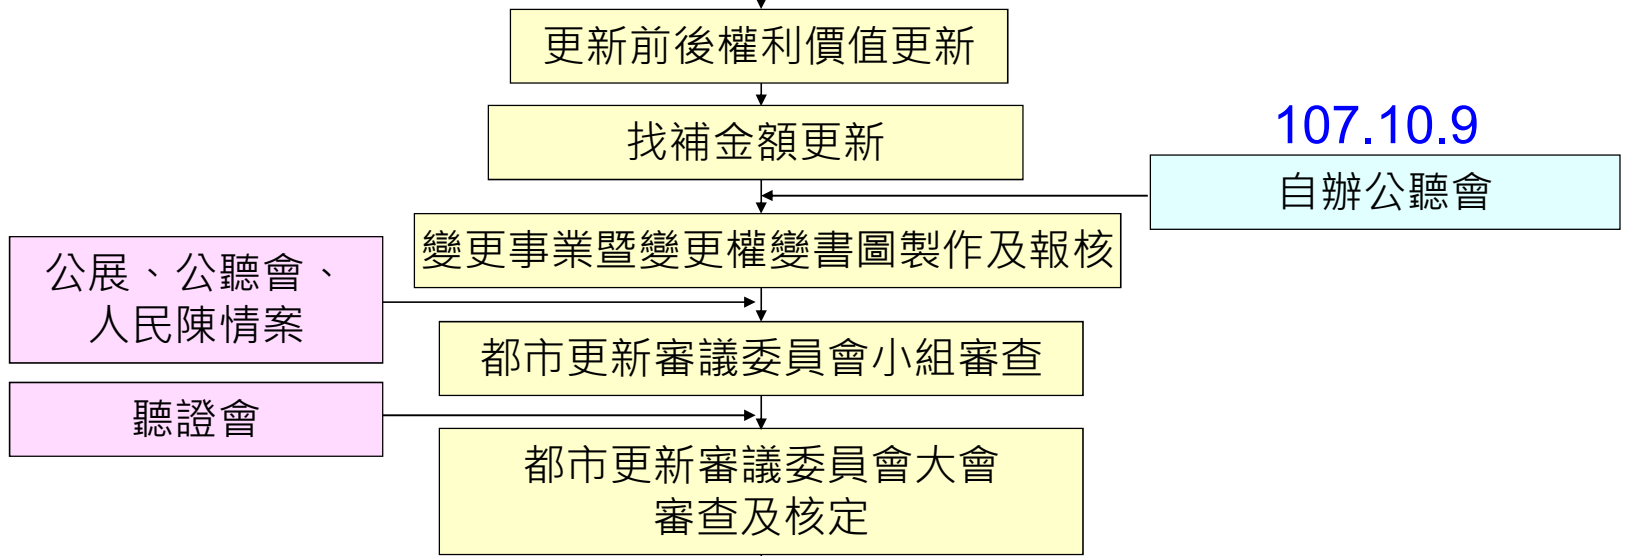 更新前後權利價值更新
找補金額更新
107.10.9
自辦公聽會
變更事業暨變更權變書圖製作及報核
公展、公聽會、
人民陳情案
都市更新審議委員會小組審查
聽證會
都市更新審議委員會大會
審查及核定